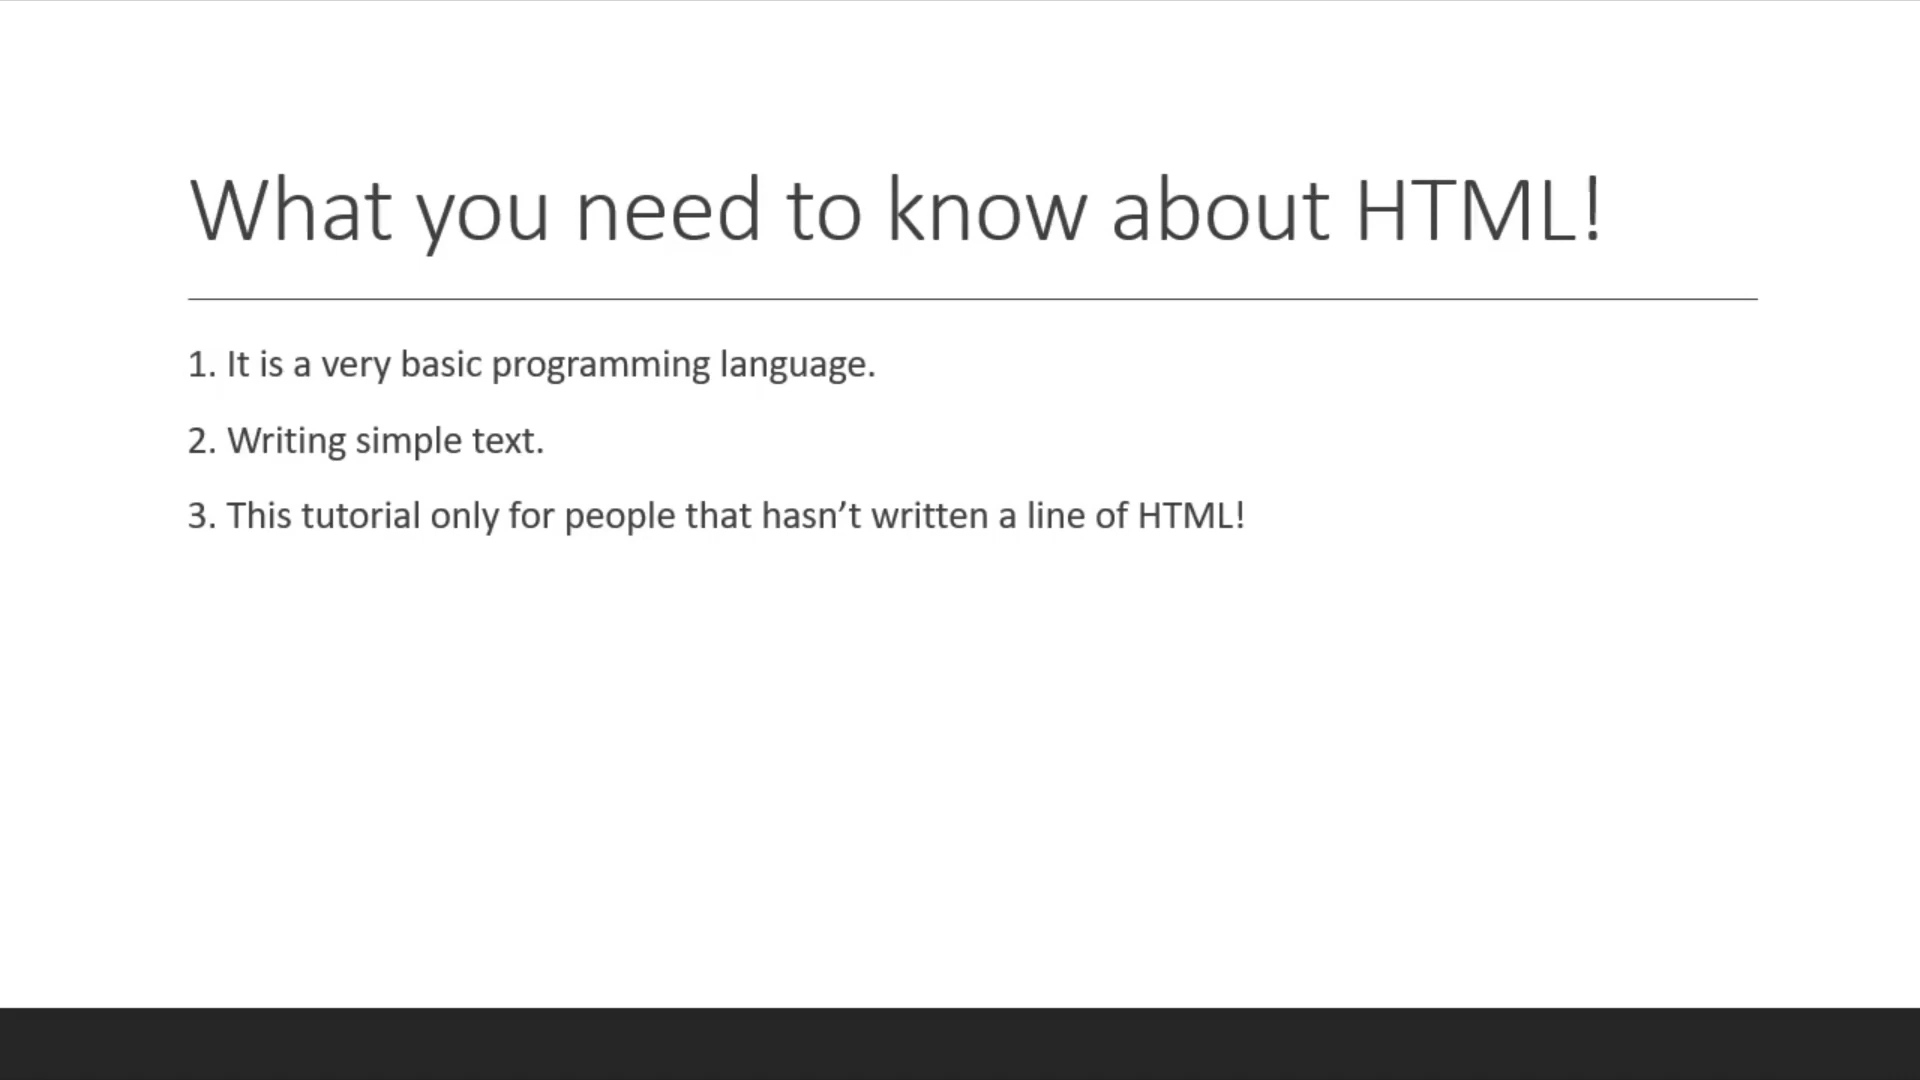 What you need to know about HTML!
1. It is a very basic programming language.
2. Writing simple text.
3. This tutorial only for people that hasn’t written a line of HTML!